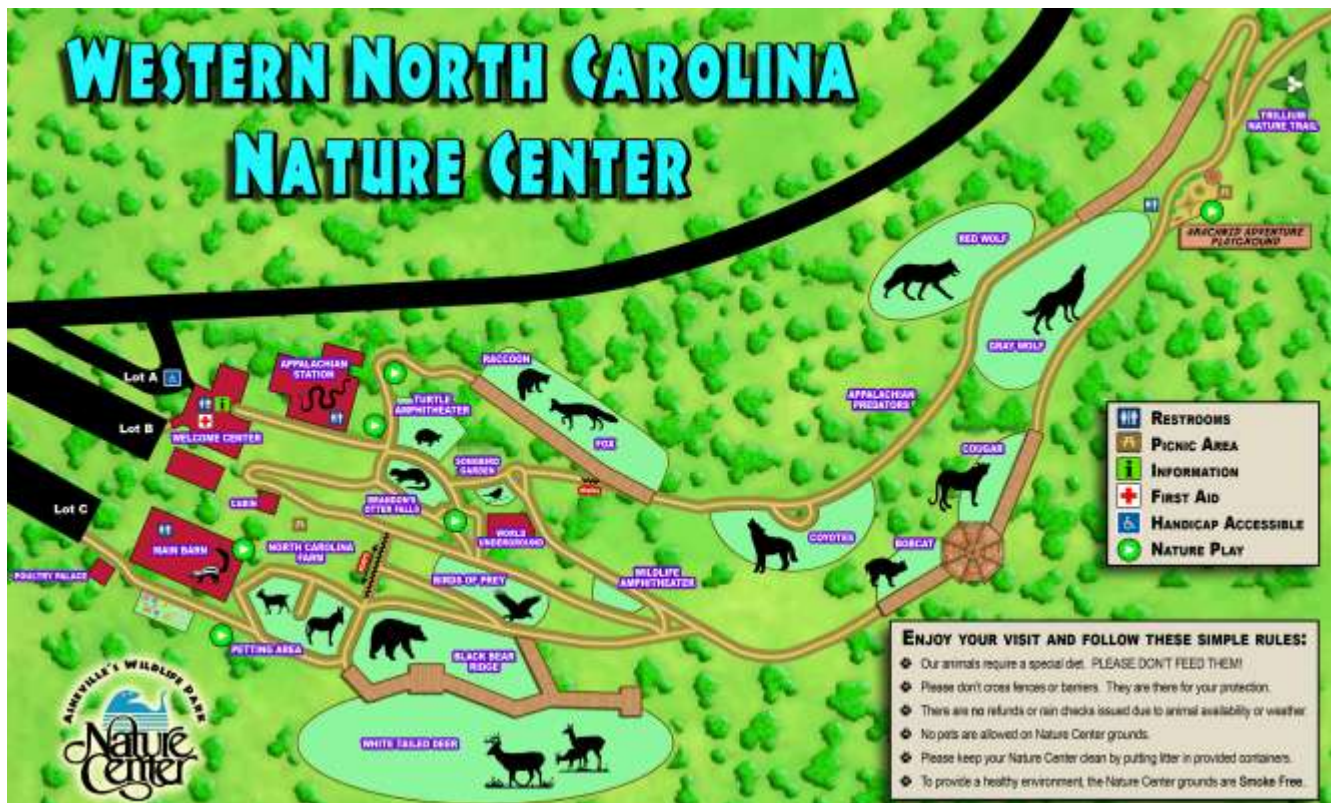 WESTERN NORTH CAROLINA
NATURE CENTER
TRILLIUM
NATURE TRAIL
ARACHNID ADVENTURE
PLAYGROUND
RED WOLF
GRAY WOLF
RACCOON
APPALACHIAN
STATION
Lot A
TURTLE
AMPHITHEATER
APPALACHIAN
PREDATORS
Lot B
WELCOME CENTER
FOX
COUGAR
SONGBIRD
GARDEN
BRANDON'S
OTTER FALLS
CABIN
Lot C
COYOTES
BOBCAT
WORLD
UNDERGROUND
MAIN BARN
NORTH CAROLINA
FARM
POULTRY PALACE
BIRDS OF PREY
WILDLIFE
AMPHITHEATER
PETTING AREA
BLACK BEAR
RIDGE
WHITE TAILED DEER
RESTROOMS
PICNIC AREA
i INFORMATION
FIRST AID
HANDICAP ACCESSIBLE
NATURE PLAY
ENJOY YOUR VISIT AND FOLLOW THESE SIMPLE RULES:
Our animals require a special diet. PLEASE DON'T FEED THEM!
Please don't cross fences or barriers. They are there for your protection.
There are no refunds or rain checks issued due to animal availability or weather.
No pets are allowed on Nature Center grounds.
Please keep your Nature Center clean by putting litter in provided containers.
To provide a healthy environment, the Nature Center grounds are Smoke Free.
ASHEVILLE'S WILDLIFE PARK
Nature
Center